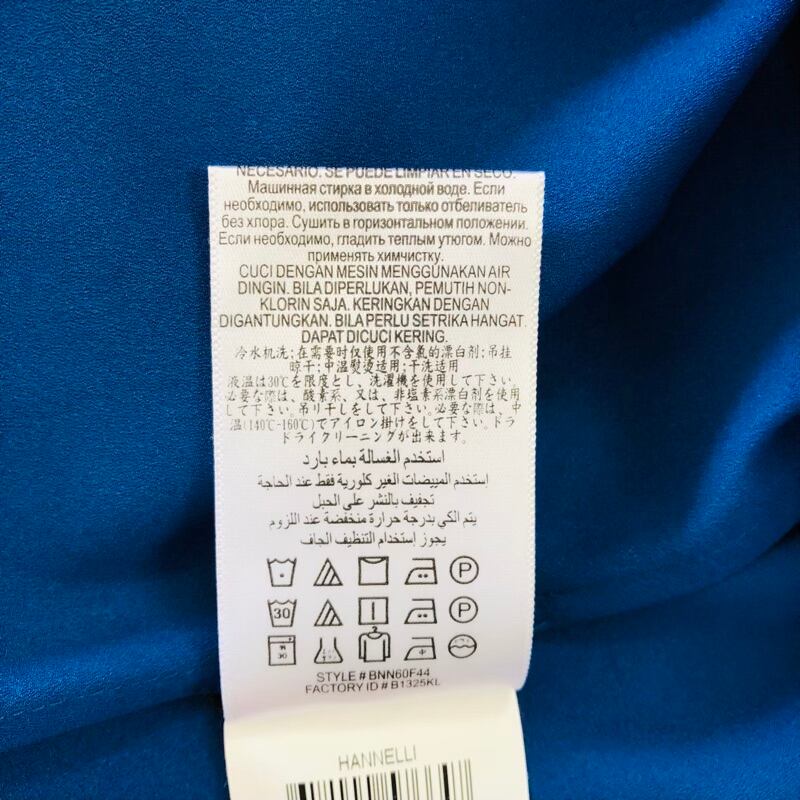 NECESARIO. SE PUEDE LIMPIAR EN SECO.
Машинная стирка в холодной воде. Если
необходимо, использовать только отбеливатель
без хлора. Сушить в горизонтальном положении.
Если необходимо, гладить теплым утюгом. Можно
применять химчистку.
CUCI DENGAN MESIN MENGGUNAKAN AIR
DINGIN. BILA DIPERLUKAN, PEMUTIH NON-
KLORIN SAJA. KERINGKAN DENGAN
DIGANTUNGKAN. BILA PERLU SETRIKA HANGAT.
DAPAT DICUCI KERING.
冷水机洗;在需要时仅使用不含氯的漂白剂;吊挂
晾干;中温熨烫适用;干洗适用
液温は30℃を限度とし、洗濯機を使用して下さい。
必要な際は、酸素系、又は、非塩素系漂白剤を使用
して下さい。吊り干しをして下さい。必要な際は、中
温(140℃-160℃)でアイロン掛けをして下さい。ドラ
ドライクリーニングが出来ます。
استخدم الغسالة بماء بارد
استخدم المبيضات الغير كلورية فقط عند الحاجة
تجفيف بالنشر على الحبل
يتم الكي بدرجة حرارة منخفضة عند اللزوم
يجوز إستخدام التنظيف الجاف
P
30 P
30 2
STYLE # BNN60F44
FACTORY ID # B1325KL
HANNELLI